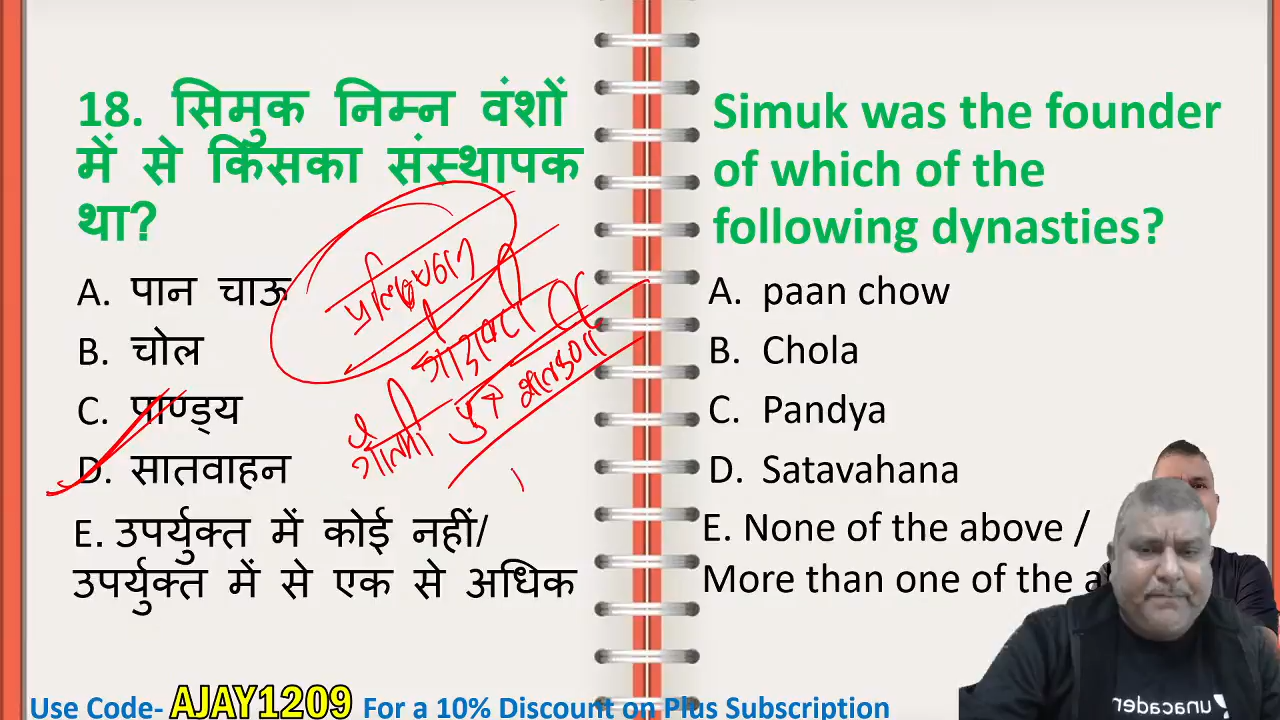 18. सिमुक निम्न वंशों
में से किसका संस्थापक
था?
A. पान चाऊ
B. चोल
C. पाण्ड्य
D. सातवाहन
E. उपर्युक्त में कोई नहीं/
उपर्युक्त में से एक से अधिक
गोदावरी
पुत्र
Simuk was the founder
of which of the
following dynasties?
A. paan chow
B. Chola
C. Pandya
D. Satavahana
E. None of the above /
More than one of the a
Use Code- AJAY1209 For a 10% Discount on Plus Subscription
unacader